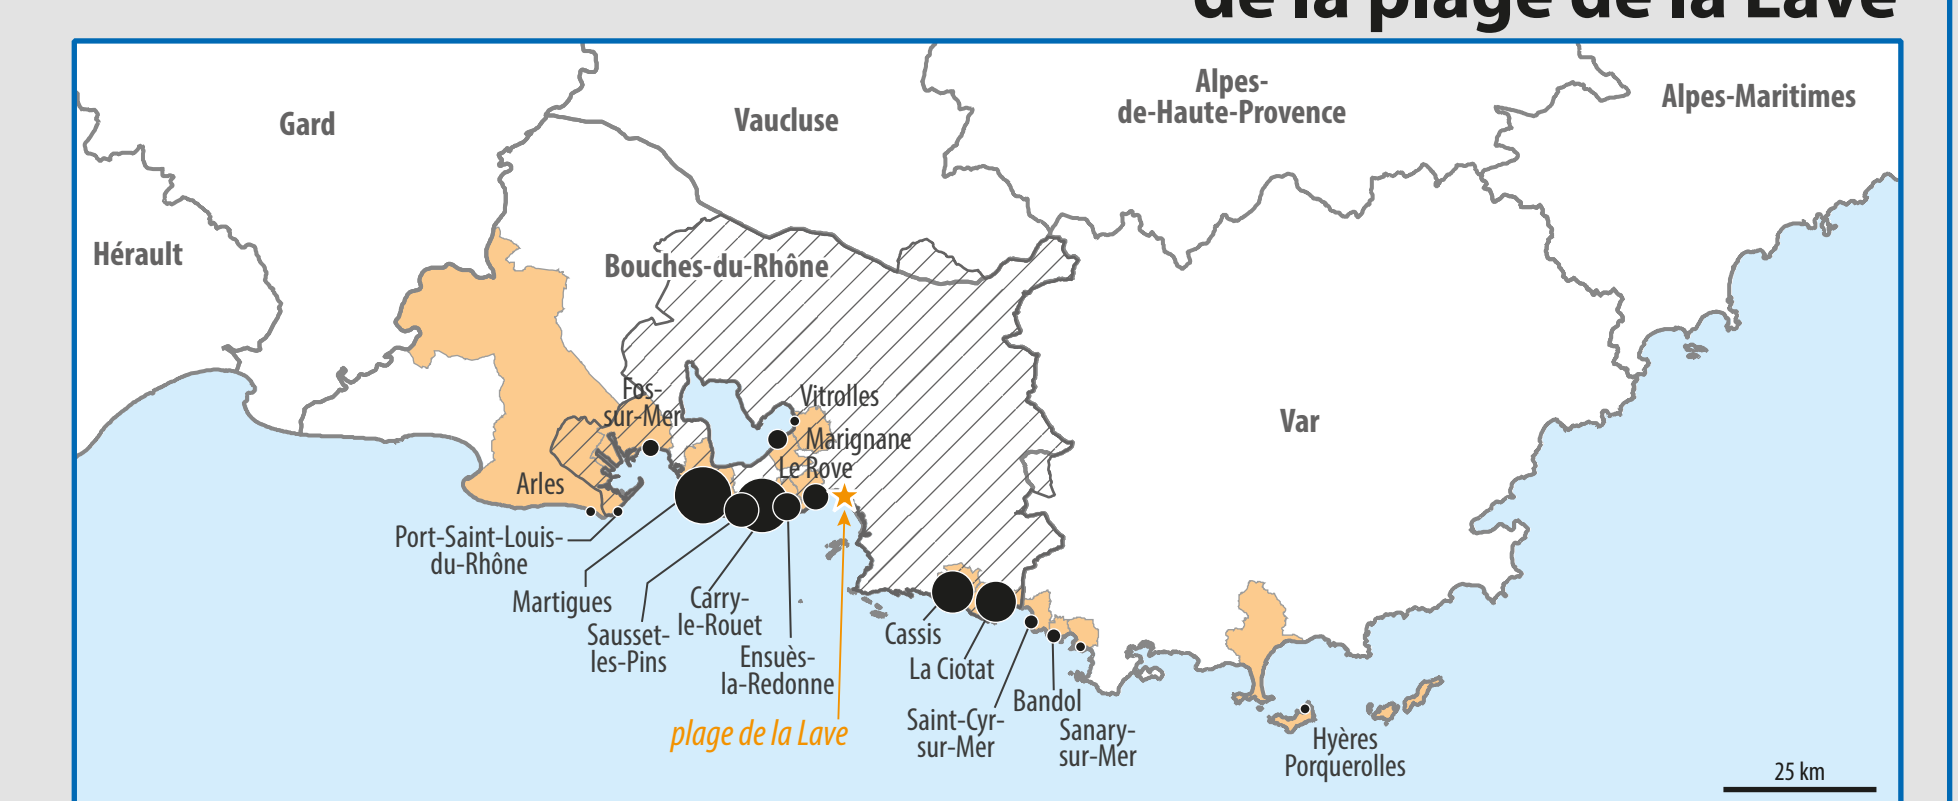 de la plage de la Lave
Gard
Vaucluse
Alpes-
de-Haute-Provence
Alpes-Maritimes
Hérault
Bouches-du-Rhône
Var
Fos-
sur-Mer
Vitrolles
Marignane
Le Rove
Arles
Port-Saint-Louis-
du-Rhône
Martigues
Sausset-
les-Pins
Carry-
le-Rouet
Ensuès-
la-Redonne
plage de la Lave
Cassis
La Ciotat
Saint-Cyr-
sur-Mer
Bandol
Sanary-
sur-Mer
Hyères
Porquerolles
25 km